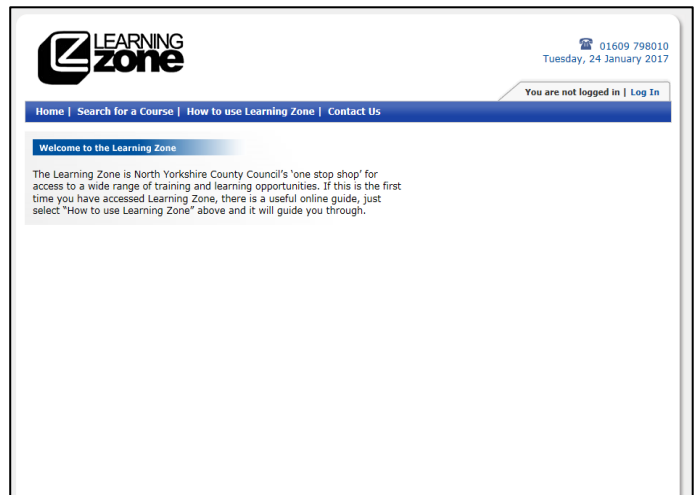 LEARNING
zone
01609 798010
Tuesday, 24 January 2017
You are not logged in | Log In
Home | Search for a Course | How to use Learning Zone | Contact Us
Welcome to the Learning Zone
The Learning Zone is North Yorkshire County Council's 'one stop shop' for
access to a wide range of training and learning opportunities. If this is the first
time you have accessed Learning Zone, there is a useful online guide, just
select "How to use Learning Zone" above and it will guide you through.